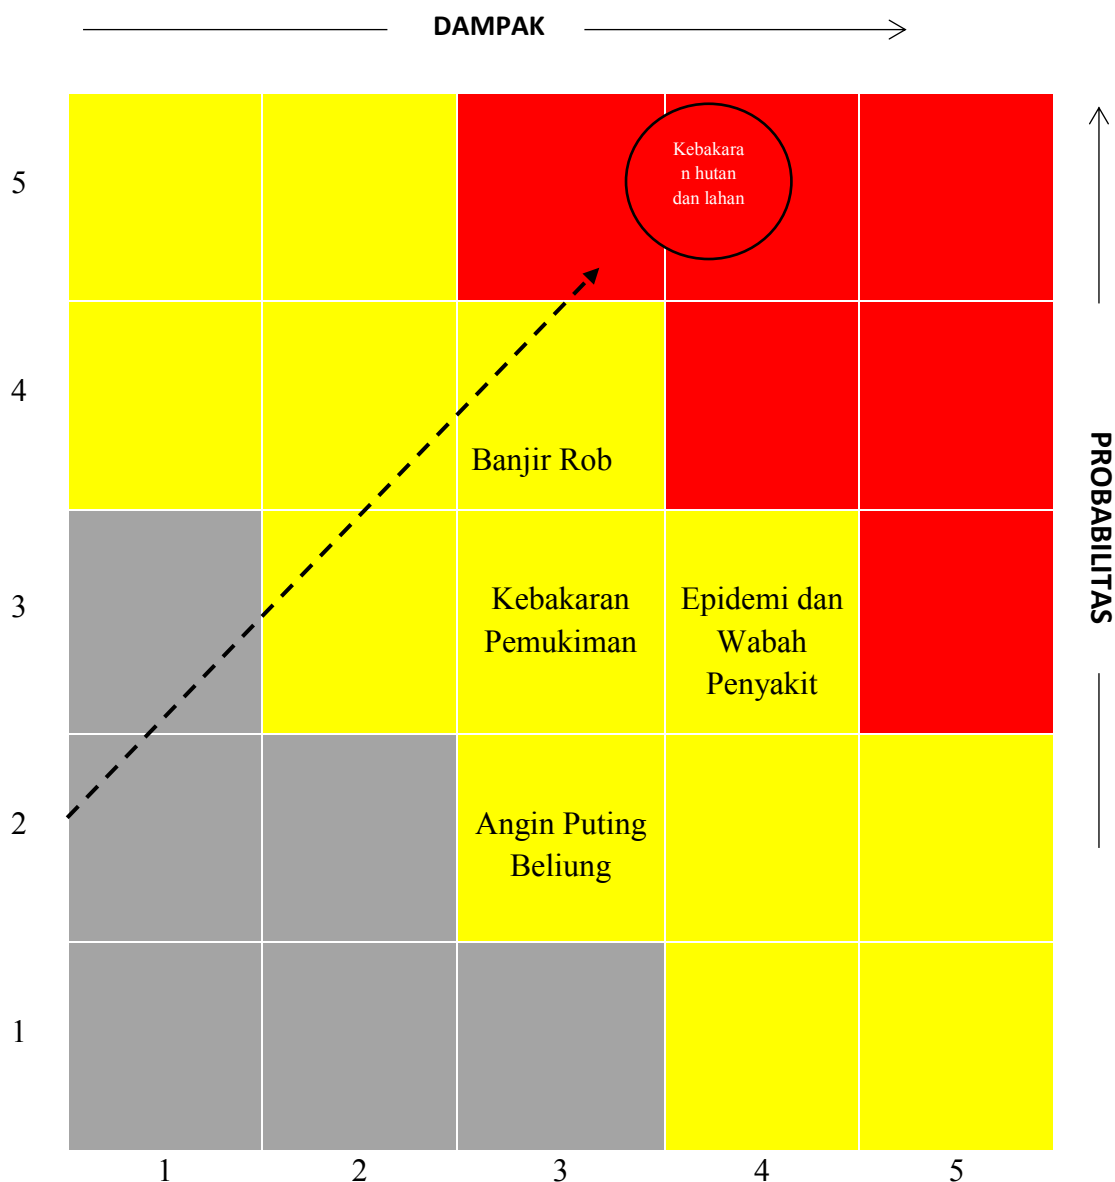 DAMPAK
5
Kebakara
n hutan
dan lahan
4
Banjir Rob
PROBABILITAS
3
Kebakaran
Pemukiman
Epidemi dan
Wabah
Penyakit
2
Angin Puting
Beliung
1
1
2
3
4
5